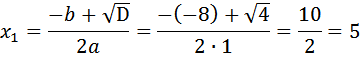 x₁ = (-b + √D)/2a = (-(-8) + √4)/(2 · 1) = 10/2 = 5